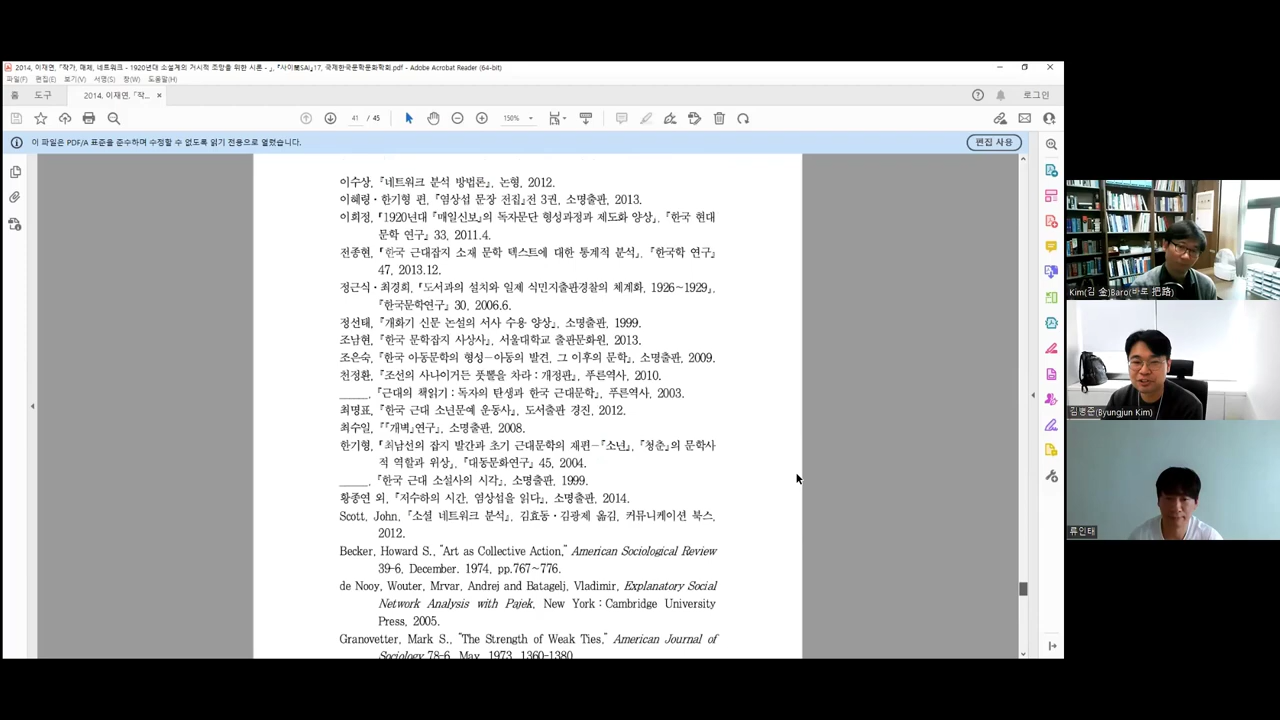 2014, 이재연, 「작가, 매체, 네트워크 - 1920년대 소설계의 거시적 조망을 위한 시론 - 」, 『사이間SAI』17, 국제한국문학문화학회.pdf - Adobe Acrobat Reader (64-bit)
파일(F) 편집(E) 보기(V) 서명(S) 창(W) 도움말(H)
홈 도구 2014, 이재연, 「작... × 로그인
41 / 45 150%
이 파일은 PDF/A 표준을 준수하며 수정할 수 없도록 읽기 전용으로 열렸습니다. 편집 사용
이수상, 『네트워크 분석 방법론』, 논형, 2012.
이혜령·한기형 편, 『염상섭 문장 전집』전 3권, 소명출판, 2013.
이희정, 「1920년대 『매일신보』의 독자문단 형성과정과 제도화 양상」, 『한국 현대
문학 연구』 33, 2011.4.
전종현, 「한국 근대잡지 소재 문학 텍스트에 대한 통계적 분석」, 『한국학 연구』
47, 2013.12.
정근식·최경희, 「도서과의 설치와 일제 식민지출판경찰의 체계화, 1926~1929」,
『한국문학연구』 30, 2006.6.
정선태, 『개화기 신문 논설의 서사 수용 양상』, 소명출판, 1999.
조남현, 『한국 문학잡지 사상사』, 서울대학교 출판문화원, 2013.
조은숙, 『한국 아동문학의 형성—아동의 발견, 그 이후의 문학』, 소명출판, 2009.
천정환, 『조선의 사나이거든 풋뽈을 차라 : 개정판』, 푸른역사, 2010.
_____, 『근대의 책읽기 : 독자의 탄생과 한국 근대문학』, 푸른역사, 2003.
최명표, 『한국 근대 소년문예 운동사』, 도서출판 경진, 2012.
최수일, 『『개벽』연구』, 소명출판, 2008.
한기형, 「최남선의 잡지 발간과 초기 근대문학의 재편—『소년』, 『청춘』의 문학사
적 역할과 위상」, 『대동문화연구』 45, 2004.
_____, 『한국 근대 소설사의 시각』, 소명출판, 1999.
황종연 외, 『저수하의 시간, 염상섭을 읽다』, 소명출판, 2014.
Scott, John, 『소셜 네트워크 분석』, 김효동·김광제 옮김, 커뮤니케이션 북스,
2012.
Becker, Howard S., "Art as Collective Action," American Sociological Review
39-6, December. 1974, pp.767~776.
de Nooy, Wouter, Mrvar, Andrej and Batagelj, Vladimir, Explanatory Social
Network Analysis with Pajek, New York : Cambridge University
Press, 2005.
Granovetter, Mark S., "The Strength of Weak Ties," American Journal of
Sociology 78-6, May, 1973, 1360-1380.
Kim(김 金)Baro(바로 把路)
김병준(Byungjun Kim)
류인태